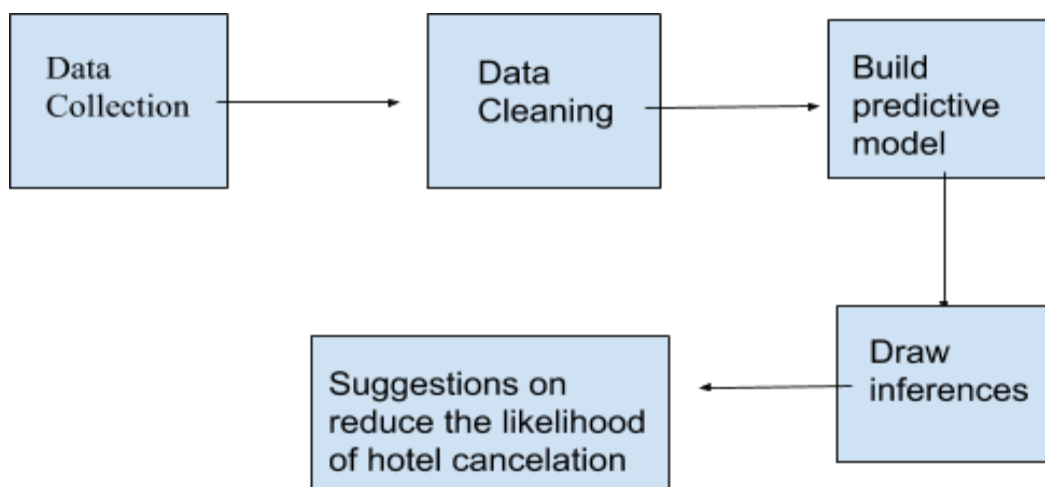 Data
Collection
Data
Cleaning
Build
predictive
model
Draw
inferences
Suggestions on
reduce the likelihood
of hotel cancelation